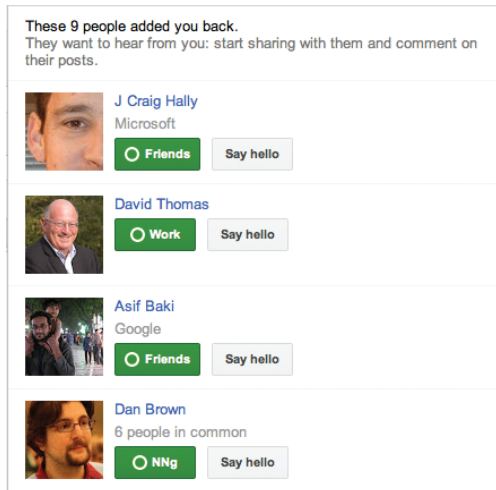 These 9 people added you back.
They want to hear from you: start sharing with them and comment on
their posts.
J Craig Hally
Microsoft
Friends
Say hello
David Thomas
Work
Say hello
Asif Baki
Google
Friends
Say hello
Dan Brown
6 people in common
NNg
Say hello